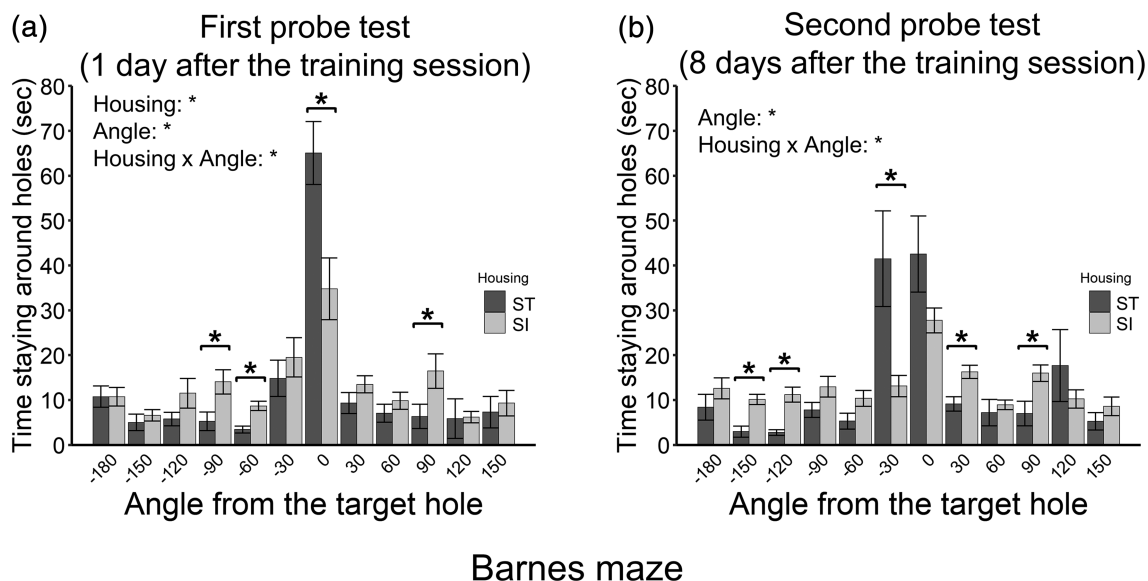 (a)
First probe test
(1 day after the training session)
Time staying around holes (sec)
80
70
60
50
40
30
20
10
0
Housing: *
Angle: *
Housing x Angle: *
*
*
*
*
Housing
ST
SI
-180 -150 -120 -90 -60 -30 0 30 60 90 120 150
Angle from the target hole
(b)
Second probe test
(8 days after the training session)
Time staying around holes (sec)
80
70
60
50
40
30
20
10
0
Angle: *
Housing x Angle: *
*
*
*
*
*
Housing
ST
SI
-180 -150 -120 -90 -60 -30 0 30 60 90 120 150
Angle from the target hole
Barnes maze